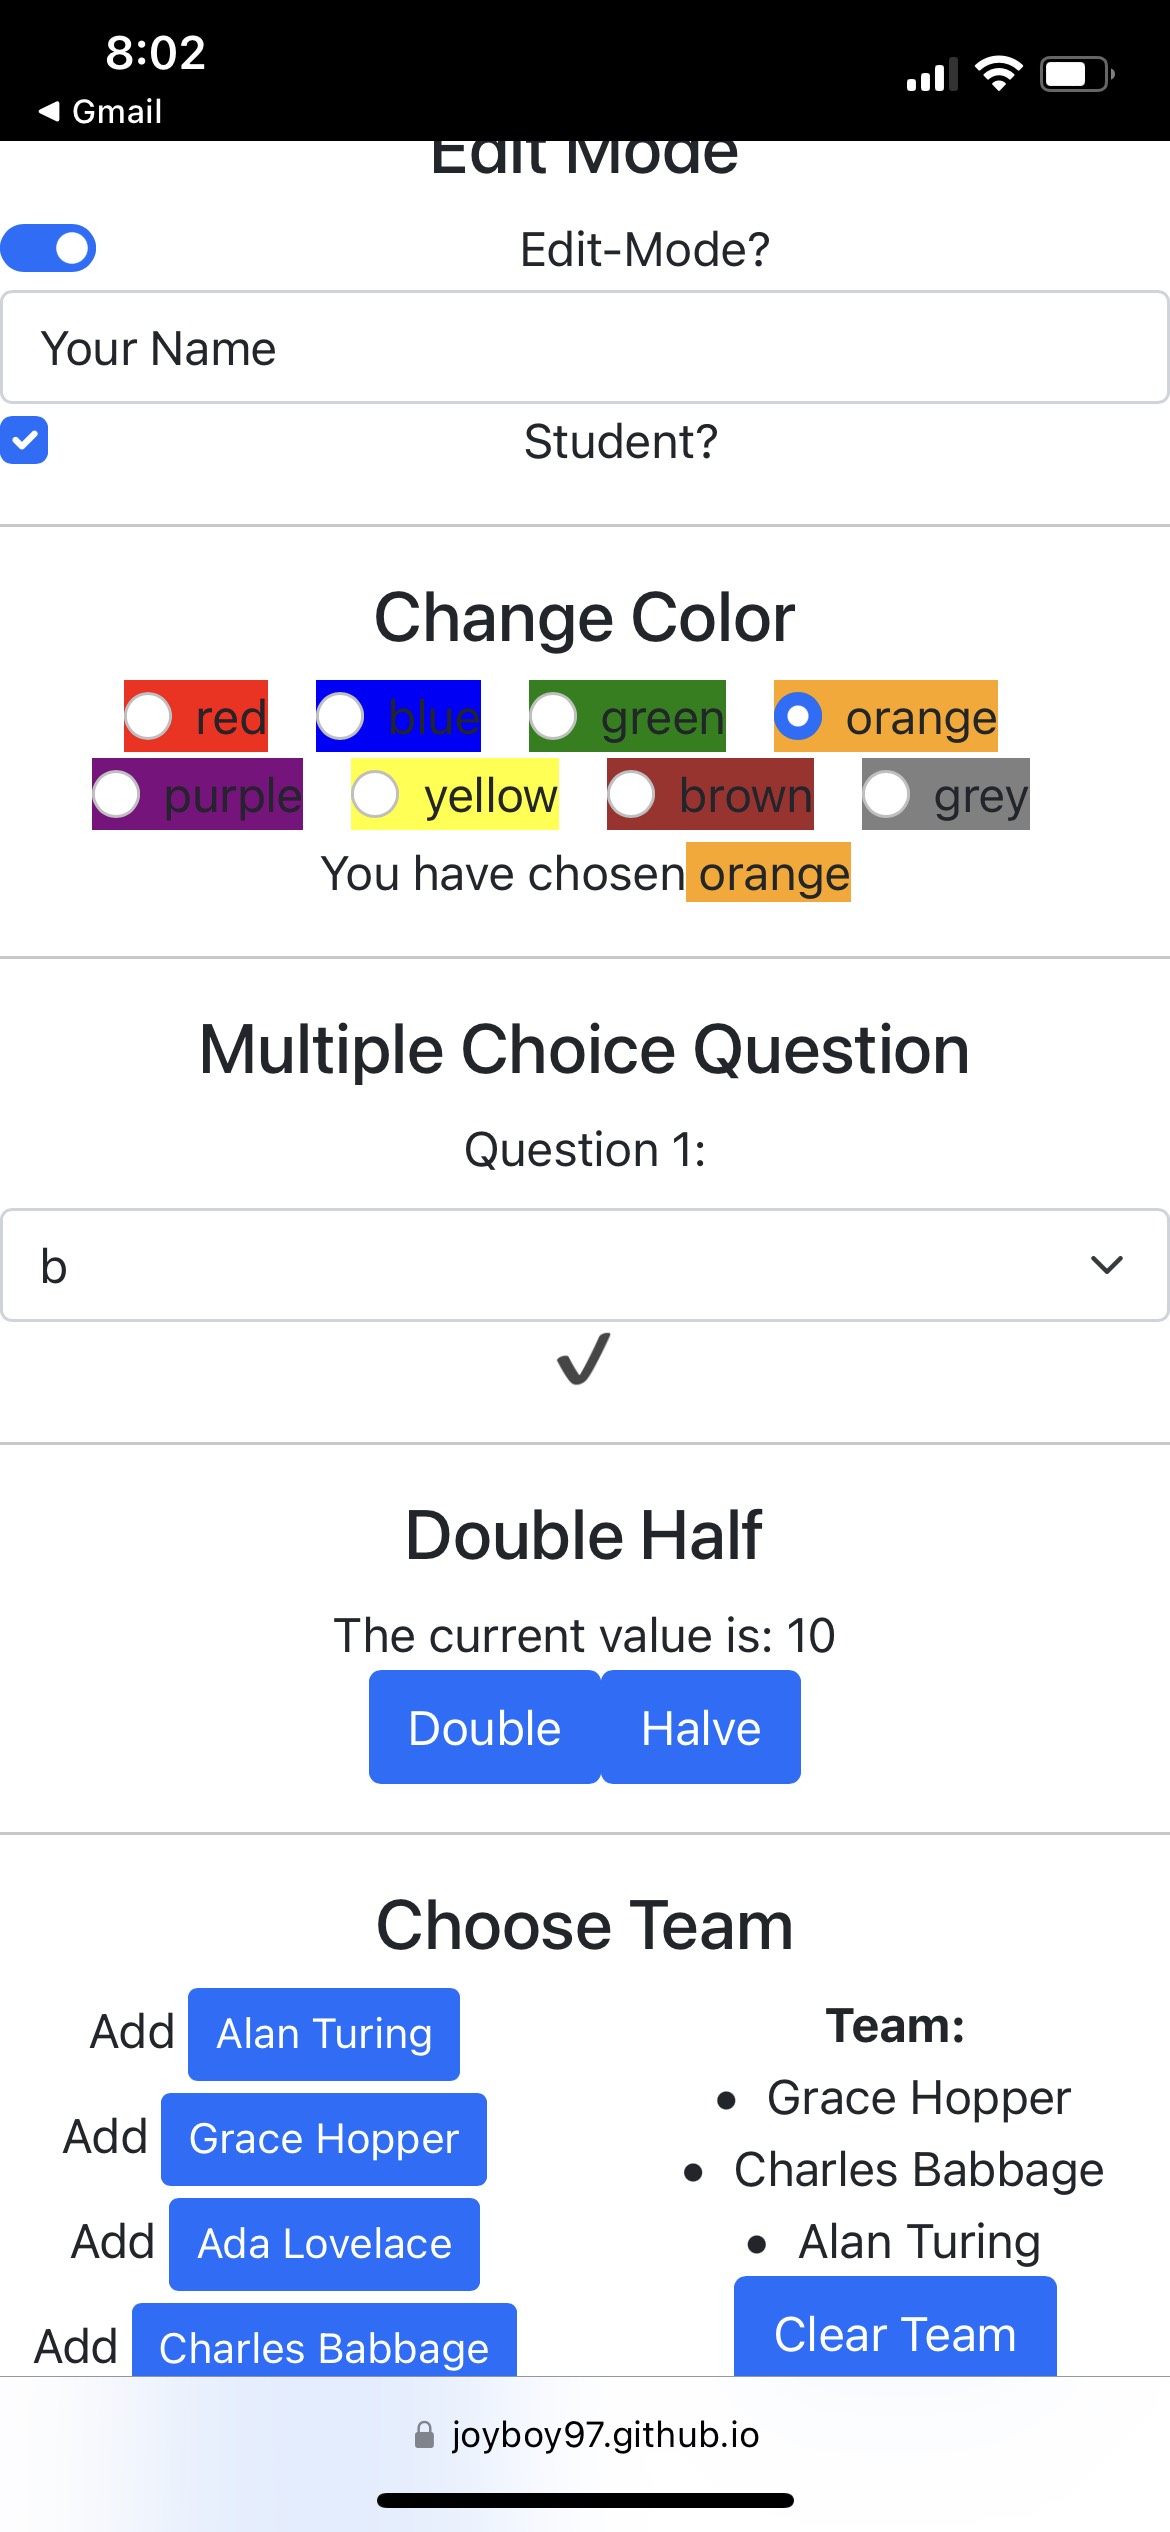 8:02
◀ Gmail
Edit Mode
Edit-Mode?
Your Name
Student?
Change Color
red blue green orange
purple yellow brown grey
You have chosen orange
Multiple Choice Question
Question 1:
b
✔
Double Half
The current value is: 10
Double Halve
Choose Team
Add Alan Turing
Add Grace Hopper
Add Ada Lovelace
Add Charles Babbage
Team:
• Grace Hopper
• Charles Babbage
• Alan Turing
Clear Team
joyboy97.github.io